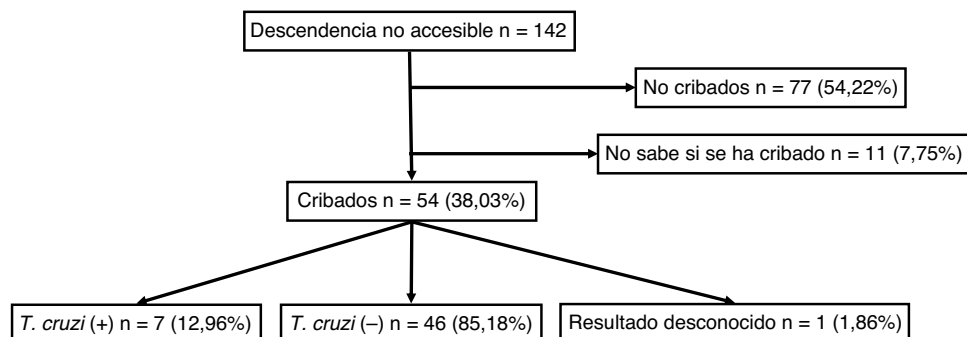 Descendencia no accesible n = 142
No cribados n = 77 (54,22%)
No sabe si se ha cribado n = 11 (7,75%)
Cribados n = 54 (38,03%)
T. cruzi (+) n = 7 (12,96%)
T. cruzi (–) n = 46 (85,18%)
Resultado desconocido n = 1 (1,86%)